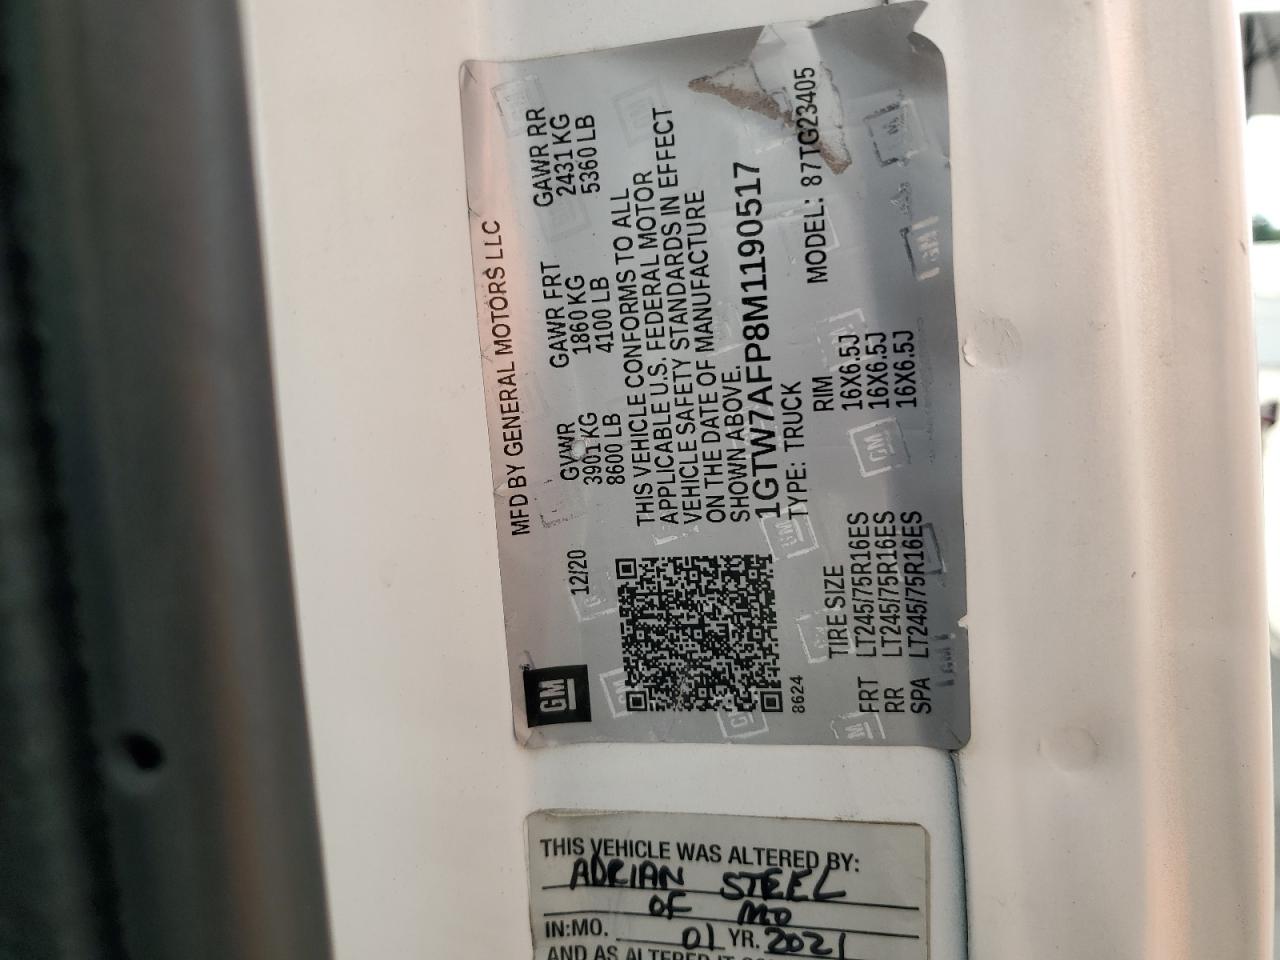 MFD BY GENERAL MOTORS LLC
GM
12/20
GVWR GAWR FRT GAWR RR
3901 KG 1860 KG 2431 KG
8600 LB 4100 LB 5360 LB
THIS VEHICLE CONFORMS TO ALL
APPLICABLE U.S. FEDERAL MOTOR
VEHICLE SAFETY STANDARDS IN EFFECT
ON THE DATE OF MANUFACTURE
SHOWN ABOVE.
1GTW7AFP8M1190517
TYPE: TRUCK MODEL: 87TG23405
8624
TIRE SIZE RIM
FRT LT245/75R16ES 16X6.5J
RR LT245/75R16ES 16X6.5J
SPA LT245/75R16ES 16X6.5J
THIS VEHICLE WAS ALTERED BY:
ADRIAN STEEL
OF MO
IN:MO. 01 YR. 2021
AND AS ALTERED IT